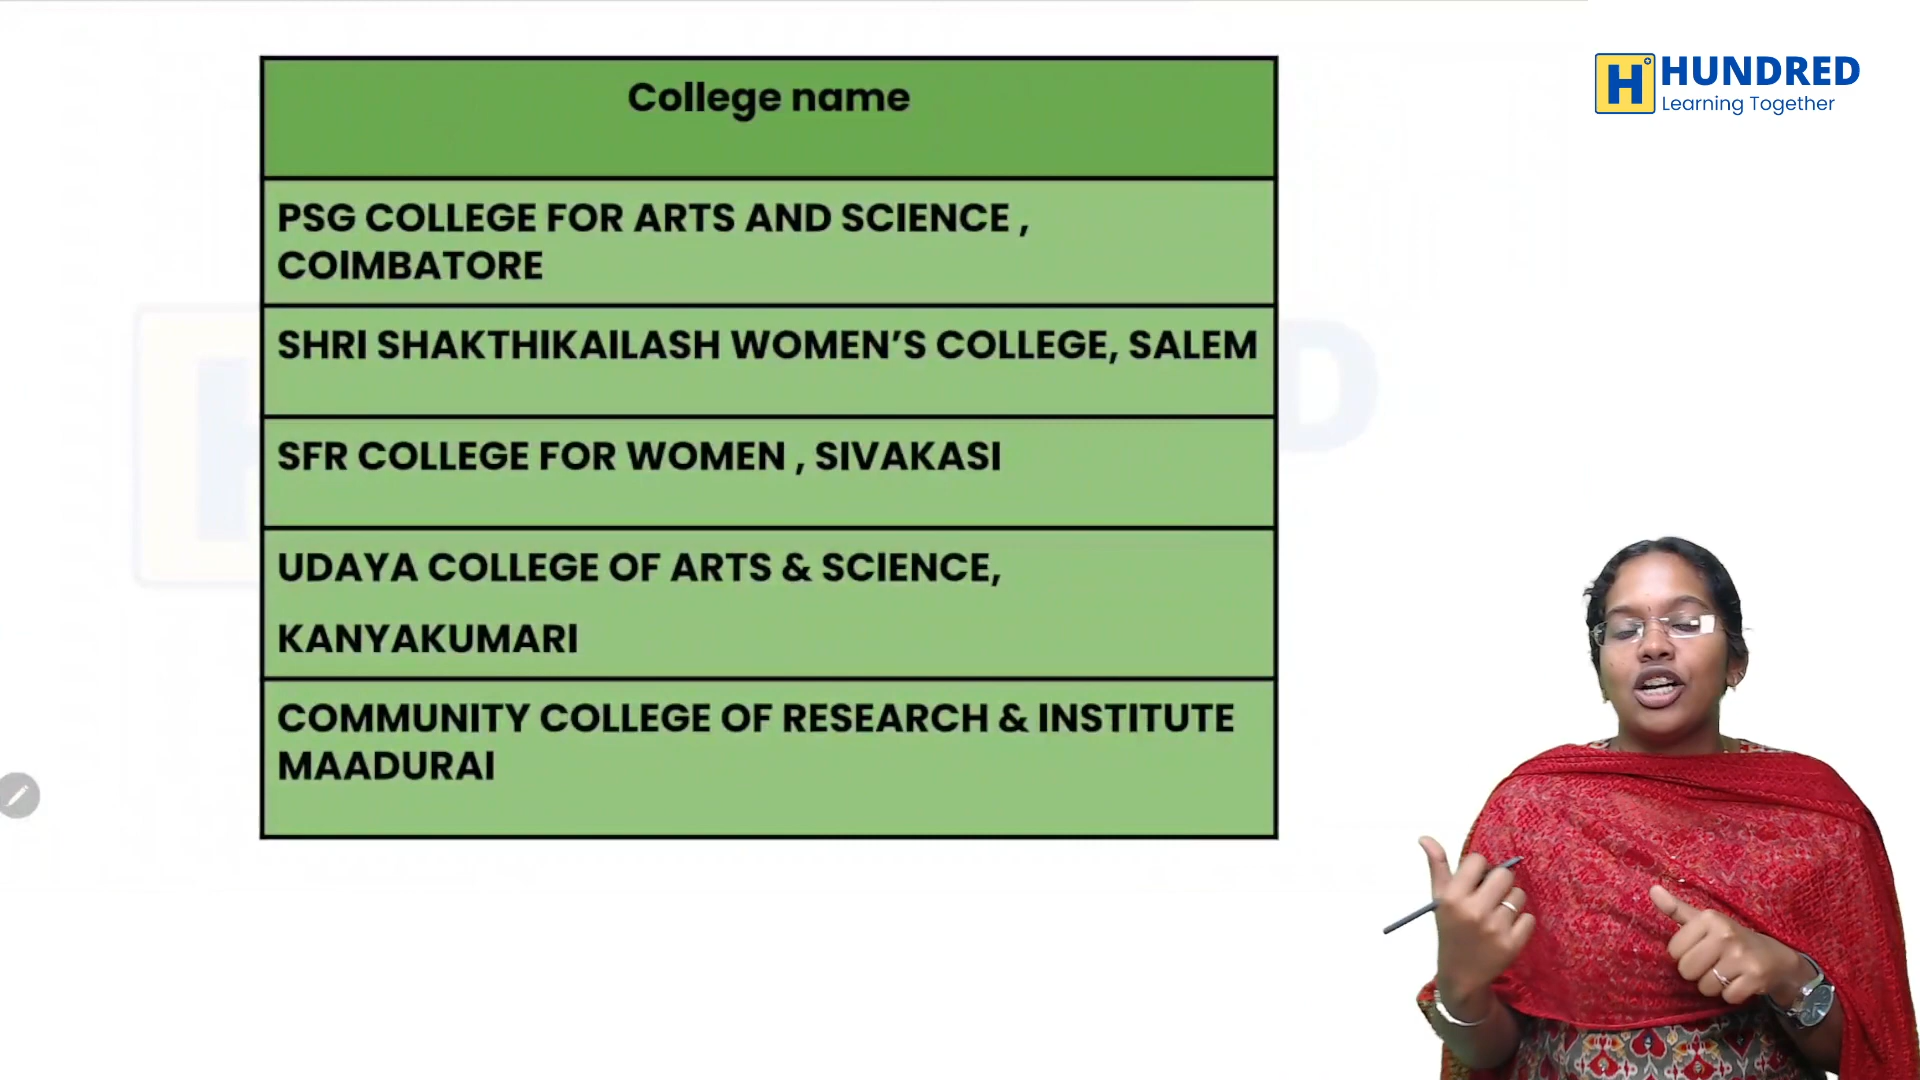 College name
PSG COLLEGE FOR ARTS AND SCIENCE ,
COIMBATORE
SHRI SHAKTHIKAILASH WOMEN'S COLLEGE, SALEM
SFR COLLEGE FOR WOMEN , SIVAKASI
UDAYA COLLEGE OF ARTS & SCIENCE,
KANYAKUMARI
COMMUNITY COLLEGE OF RESEARCH & INSTITUTE
MAADURAI
H HUNDRED
Learning Together